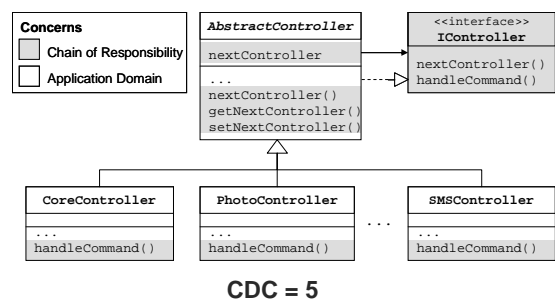 Concerns
Chain of Responsibility
Application Domain
AbstractController
nextController
...
nextController()
getNextController()
setNextController()
<<interface>>
IController
nextController()
handleCommand()
CoreController
...
handleCommand()
PhotoController
...
handleCommand()
...
SMSController
...
handleCommand()
CDC = 5